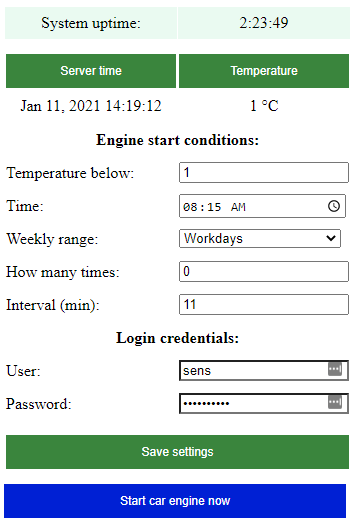 System uptime: 2:23:49
Server time Temperature
Jan 11, 2021 14:19:12 1 °C
Engine start conditions:
Temperature below: 1
Time: 08:15 AM
Weekly range: Workdays
How many times: 0
Interval (min): 11
Login credentials:
User: sens
Password: ••••••••••
Save settings
Start car engine now